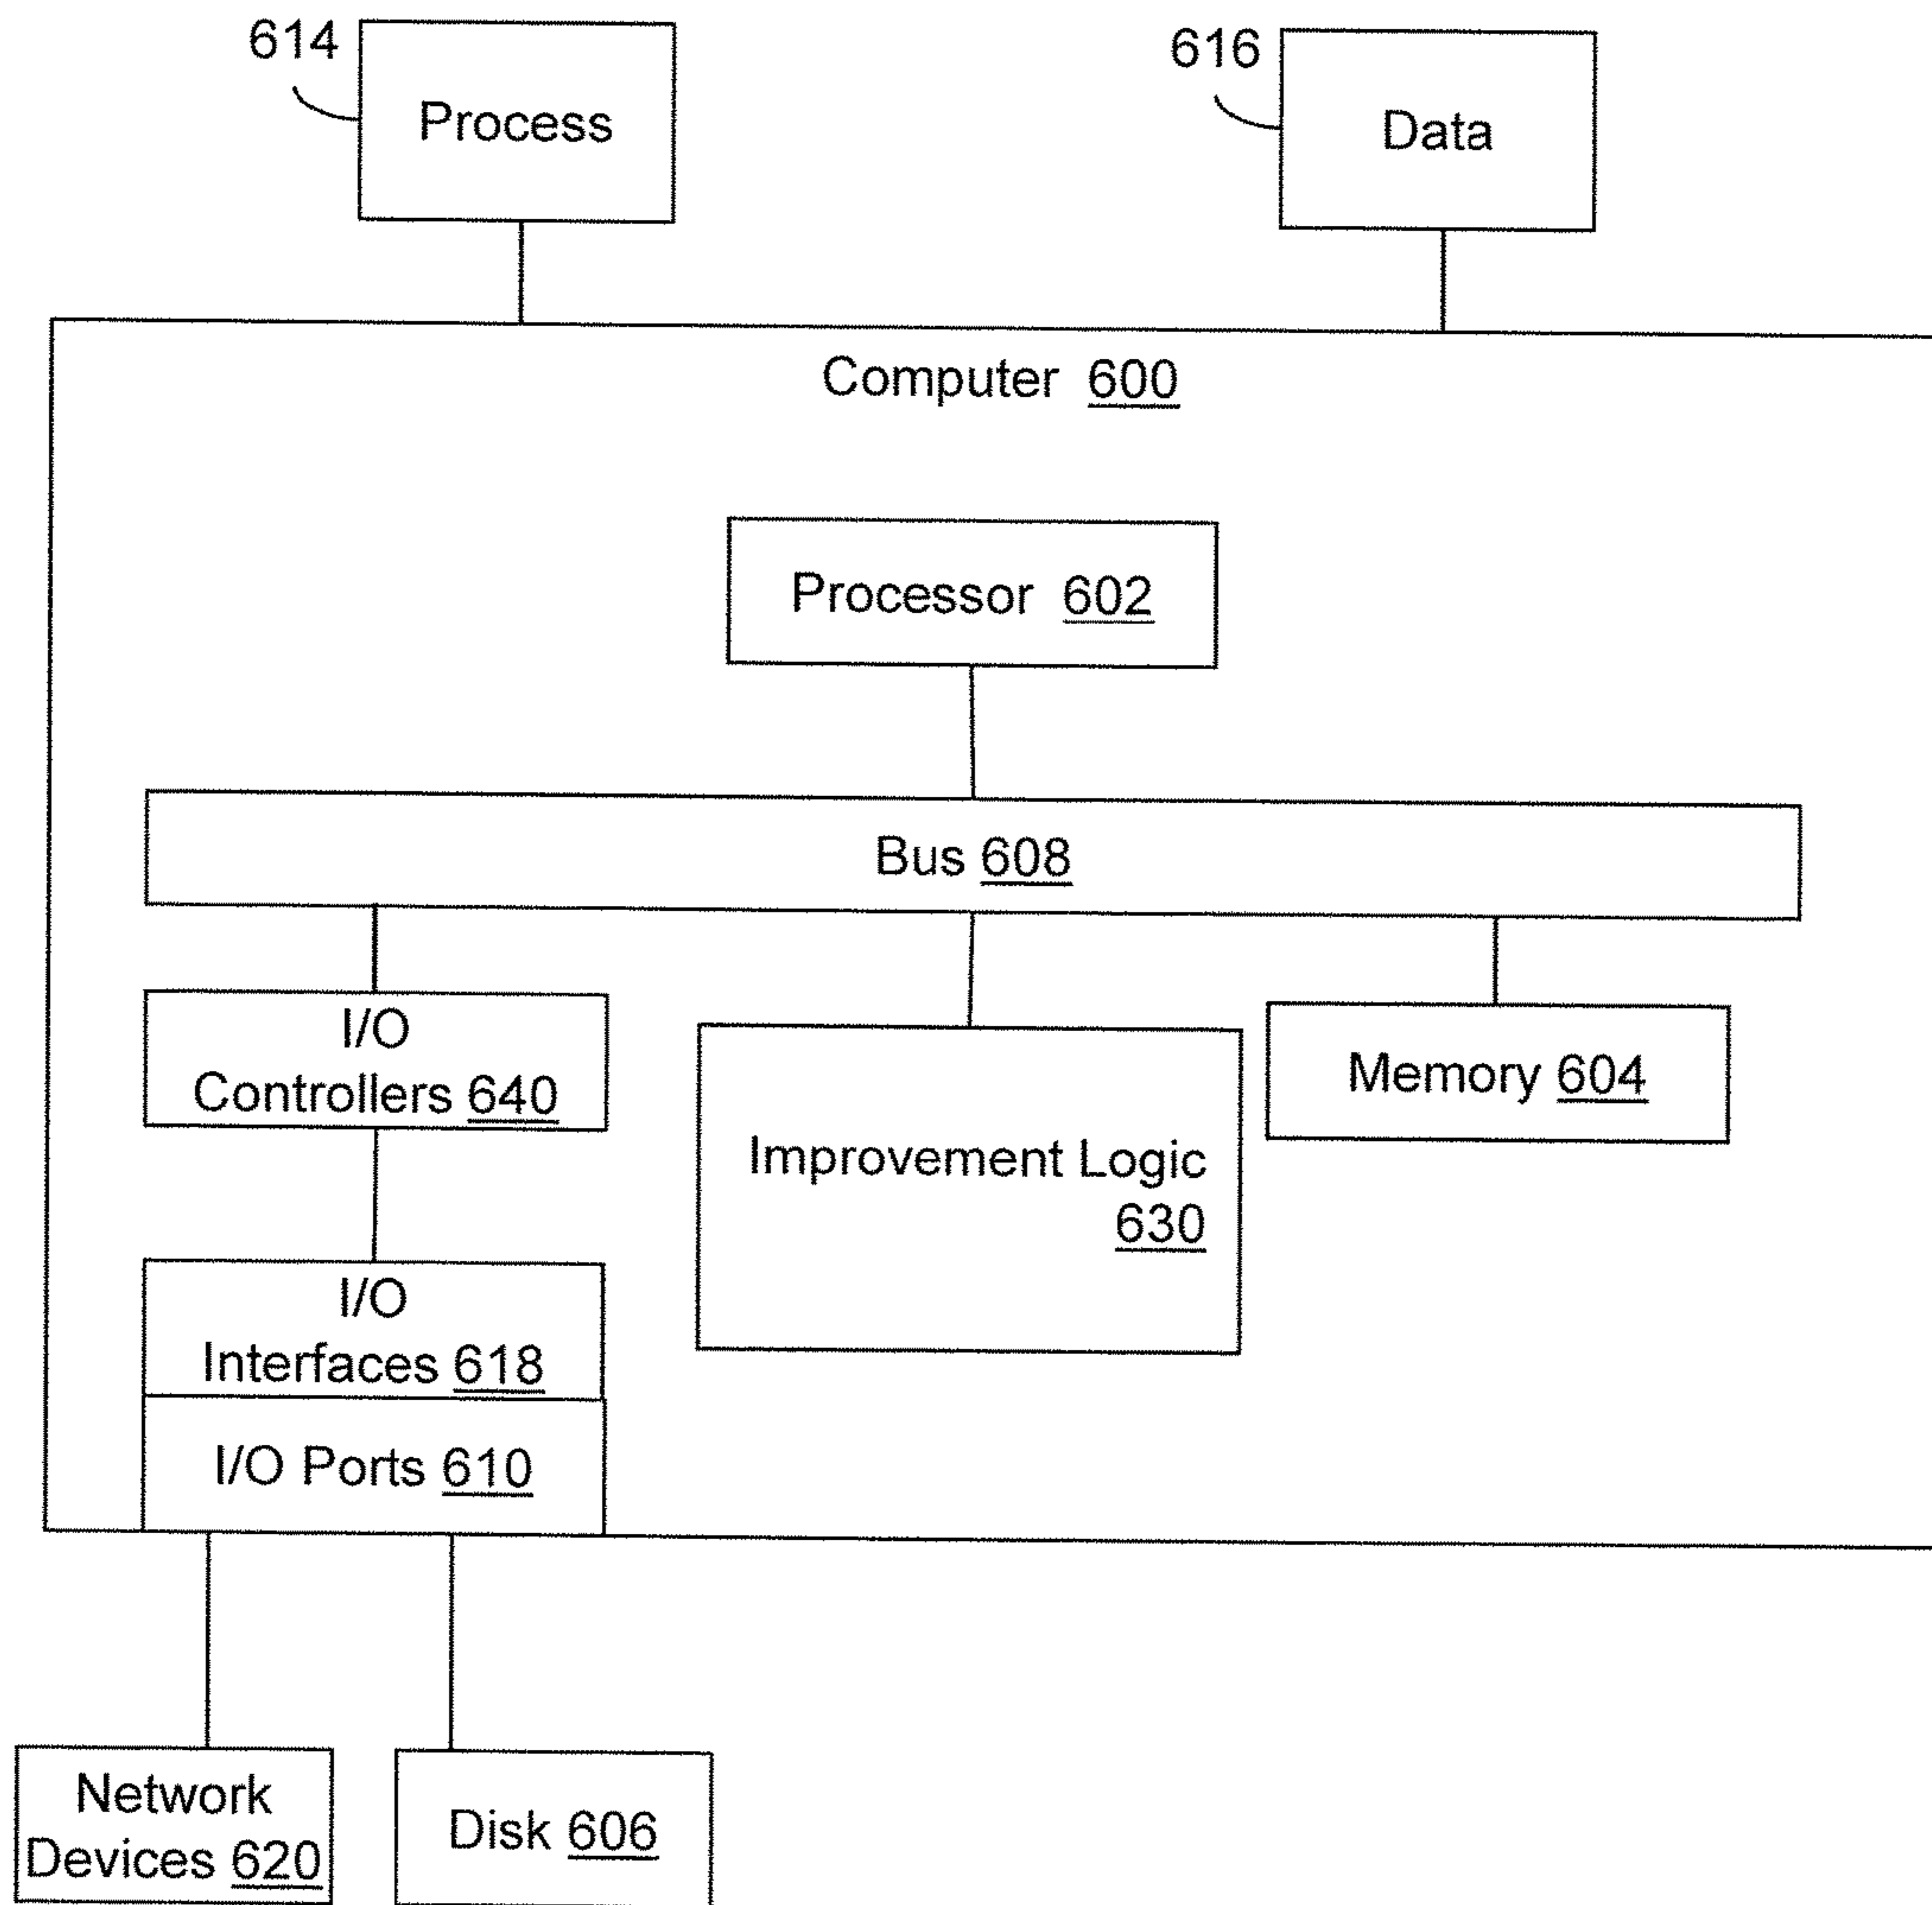 614
Process
616
Data
Computer 600
Processor 602
Bus 608
I/O
Controllers 640
Improvement Logic
630
Memory 604
I/O
Interfaces 618
I/O Ports 610
Network
Devices 620
Disk 606